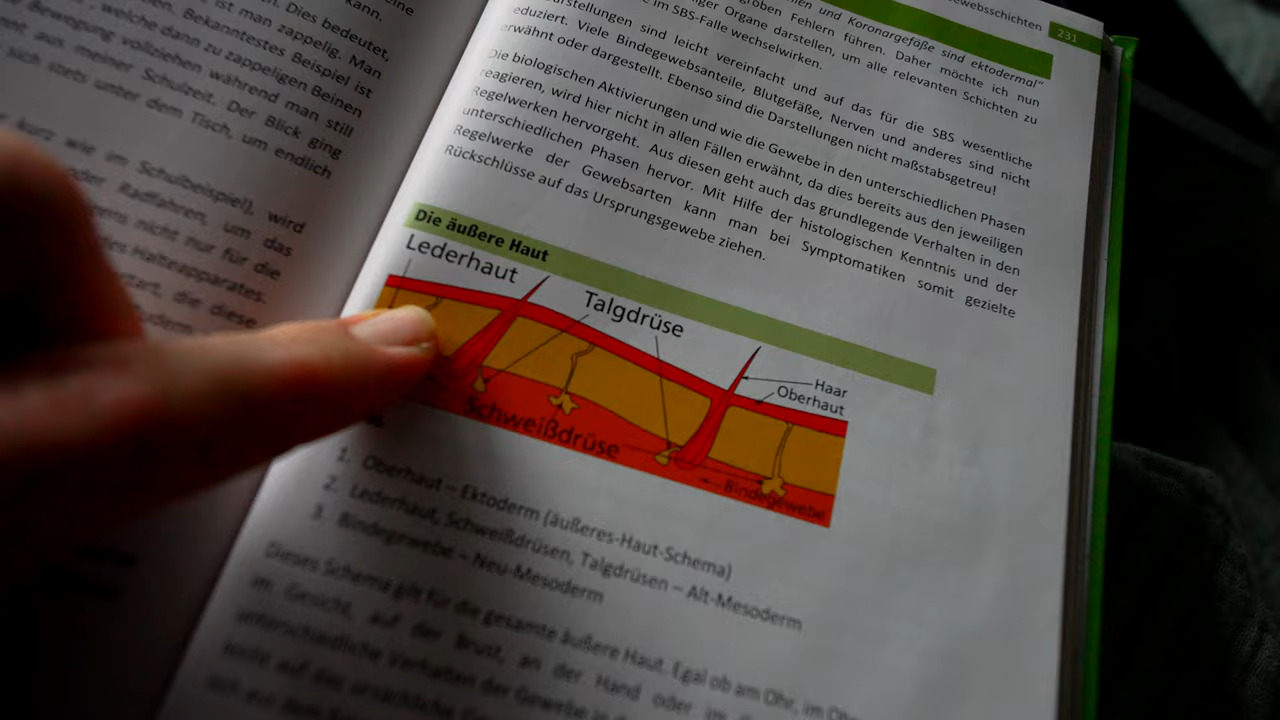 eine
kann.
Dies bedeutet,
ist man zappelig. Man
Bekanntestes Beispiel ist
welche dann zu zappeligen Beinen
Bewegung vollziehen während man still
aus meiner Schulzeit. Der Blick ging
sich stets unter dem Tisch, um endlich
kurz wie im Schulbeispiel), wird
oder Radfahren, um das
nicht nur für die
Halteapparates.
die diese
ewebsschichten 231
und Koronargefäße sind ektodermal“
groben Fehlern führen. Daher möchte ich nun
Organe darstellen, um alle relevanten Schichten zu
im SBS-Falle wechselwirken.
arstellungen sind leicht vereinfacht und auf das für die SBS wesentliche
eduziert. Viele Bindegewebsanteile, Blutgefäße, Nerven und anderes sind nicht
erwähnt oder dargestellt. Ebenso sind die Darstellungen nicht maßstabsgetreu!
Die biologischen Aktivierungen und wie die Gewebe in den unterschiedlichen Phasen
reagieren, wird hier nicht in allen Fällen erwähnt, da dies bereits aus den jeweiligen
Regelwerken hervorgeht. Aus diesen geht auch das grundlegende Verhalten in den
unterschiedlichen Phasen hervor. Mit Hilfe der histologischen Kenntnis und der
Regelwerke der Gewebsarten kann man bei Symptomatiken somit gezielte
Rückschlüsse auf das Ursprungsgewebe ziehen.
Die äußere Haut
Lederhaut
Talgdrüse
Haar
Oberhaut
Schweißdrüse
Bindegewebe
1. Oberhaut – Ektoderm (äußeres-Haut-Schema)
2. Lederhaut, Schweißdrüsen, Talgdrüsen – Alt-Mesoderm
3. Bindegewebe – Neu-Mesoderm
Dieses Schema gilt für die gesamte äußere Haut. Egal ob am Ohr, im
im Gesicht, auf der Brust, an der Hand oder im
unterschiedliche Verhalten der Gewebe in
auf das ursächliche